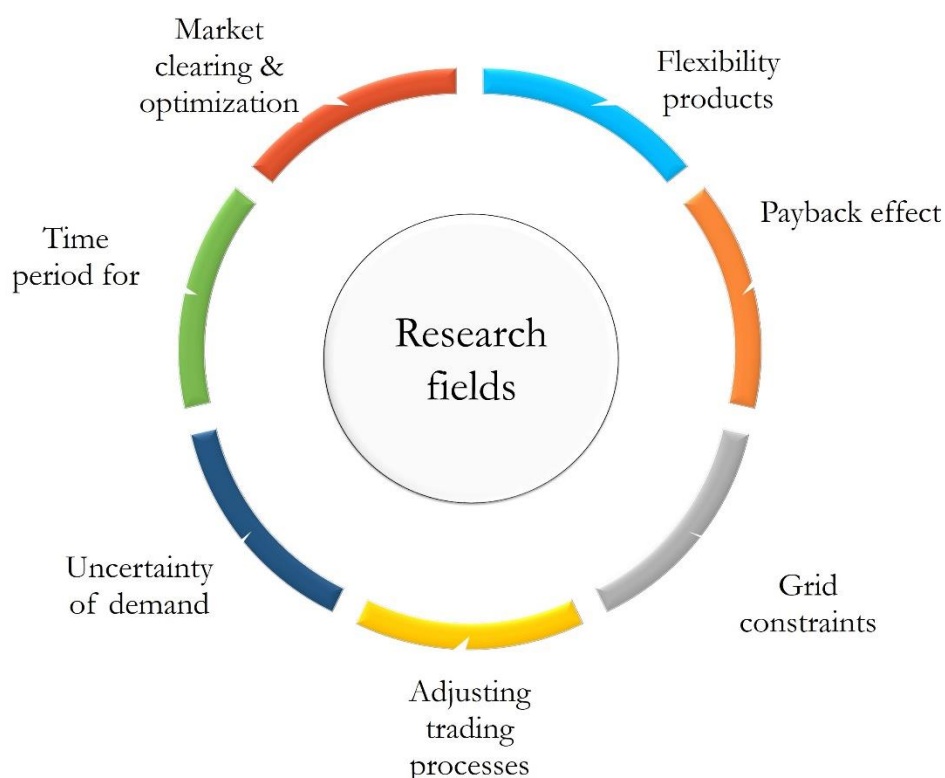 Market
clearing &
optimization
Flexibility
products
Payback effect
Time
period for
Research
fields
Uncertainty
of demand
Grid
constraints
Adjusting
trading
processes